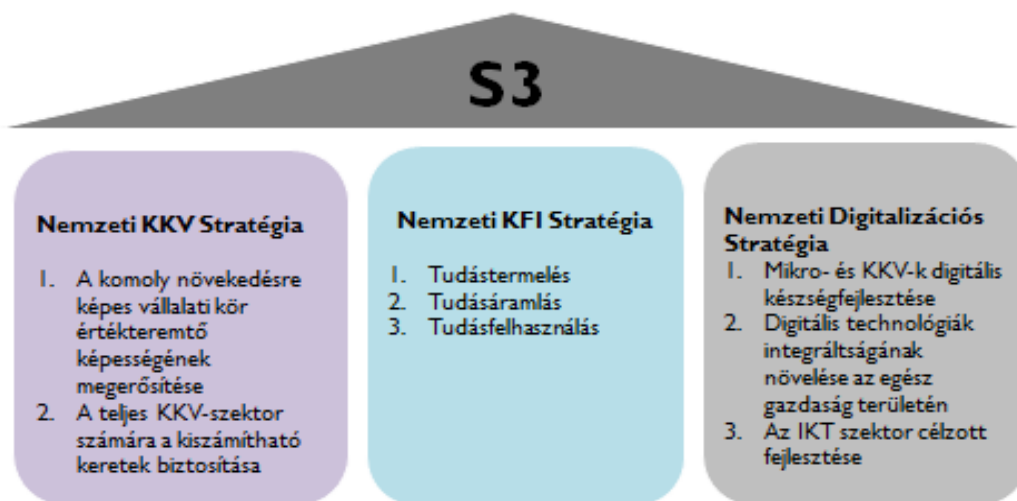 S3
Nemzeti KKV Stratégia
1. A komoly növekedésre
képes vállalati kör
értékteremtő
képességének
megerősítése
2. A teljes KKV-szektor
számára a kiszámítható
keretek biztosítása
Nemzeti KFI Stratégia
1. Tudástermelés
2. Tudásáramlás
3. Tudásfelhasználás
Nemzeti Digitalizációs
Stratégia
1. Mikro- és KKV-k digitális
készségfejlesztése
2. Digitális technológiák
integráltságának
növelése az egész
gazdaság területén
3. Az IKT szektor célzott
fejlesztése